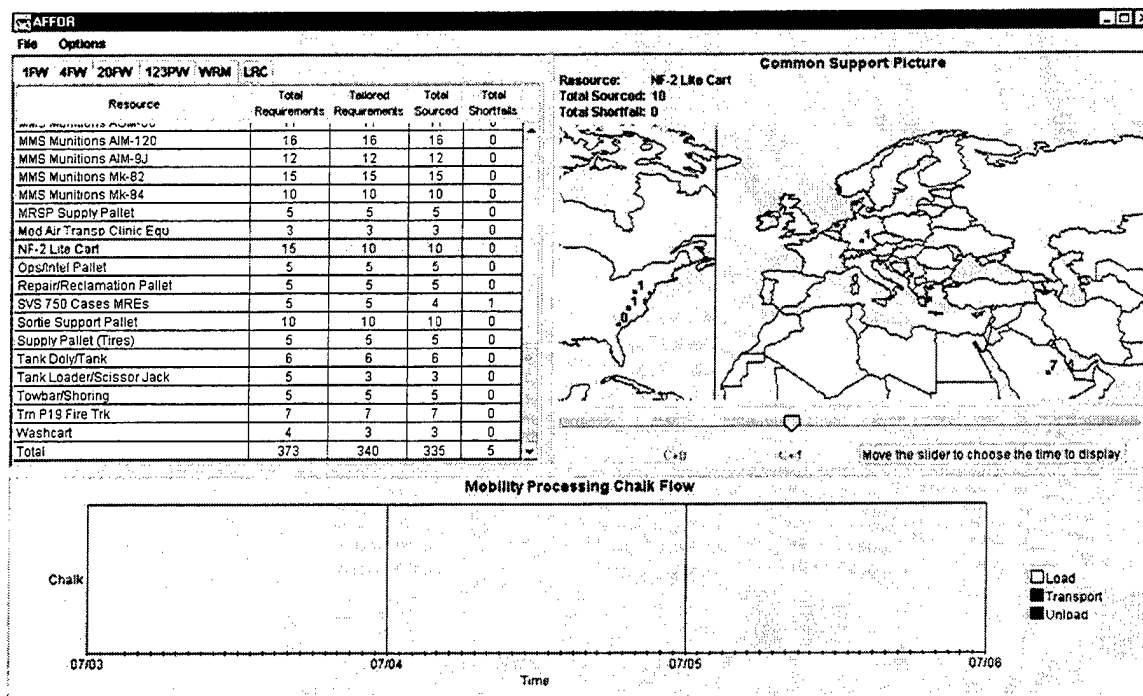 AFFOR
File Options
1FW 4FW 20FW 123PW WRM LRC
Resource Total Requirements Tailored Requirements Total Sourced Total Shortfalls
MMS Munitions AIM-120 16 16 16 0
MMS Munitions AIM-9J 12 12 12 0
MMS Munitions Mk-82 15 15 15 0
MMS Munitions Mk-84 10 10 10 0
MRSP Supply Pallet 5 5 5 0
Med Air Transp Clinic Equ 3 3 3 0
NF-2 Lite Cart 15 10 10 0
Ops/Intel Pallet 5 5 5 0
Repair/Reclamation Pallet 5 5 5 0
SVS 750 Cases MREs 5 5 4 1
Sortie Support Pallet 10 10 10 0
Supply Pallet (Tires) 5 5 5 0
Tank Doly/Tank 6 6 6 0
Tank Loader/Scissor Jack 5 3 3 0
Towbar/Shoring 5 5 5 0
Trn P19 Fire Trk 7 7 7 0
Washcart 4 3 3 0
Total 373 340 335 5
Common Support Picture
Resource: NF-2 Lite Cart
Total Sourced: 10
Total Shortfall: 0
1
1
1
0
7
C+0 C+1 Move the slider to choose the time to display
Mobility Processing Chalk Flow
Chalk
Load
Transport
Unload
07/03 07/04 07/05 07/06
Time